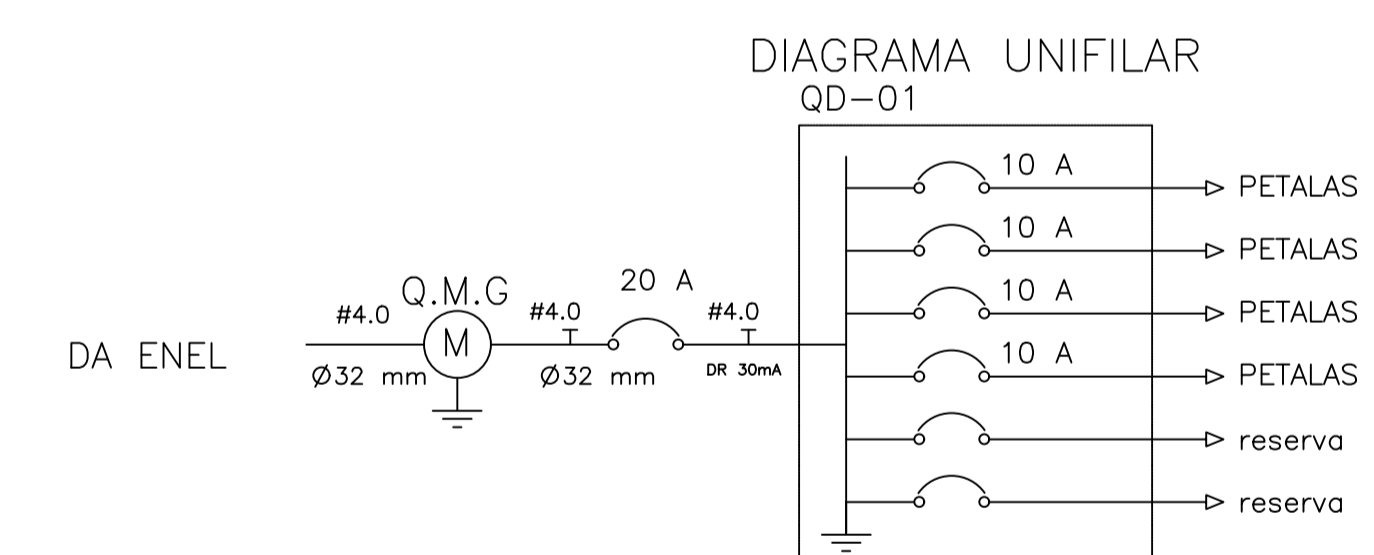 DIAGRAMA UNIFILAR
QD-01
10 A
PETALAS
10 A
PETALAS
10 A
PETALAS
10 A
PETALAS
reserva
reserva
DA ENEL
#4.0
Ø32 mm
Q.M.G
M
#4.0
Ø32 mm
20 A
#4.0
DR 30mA